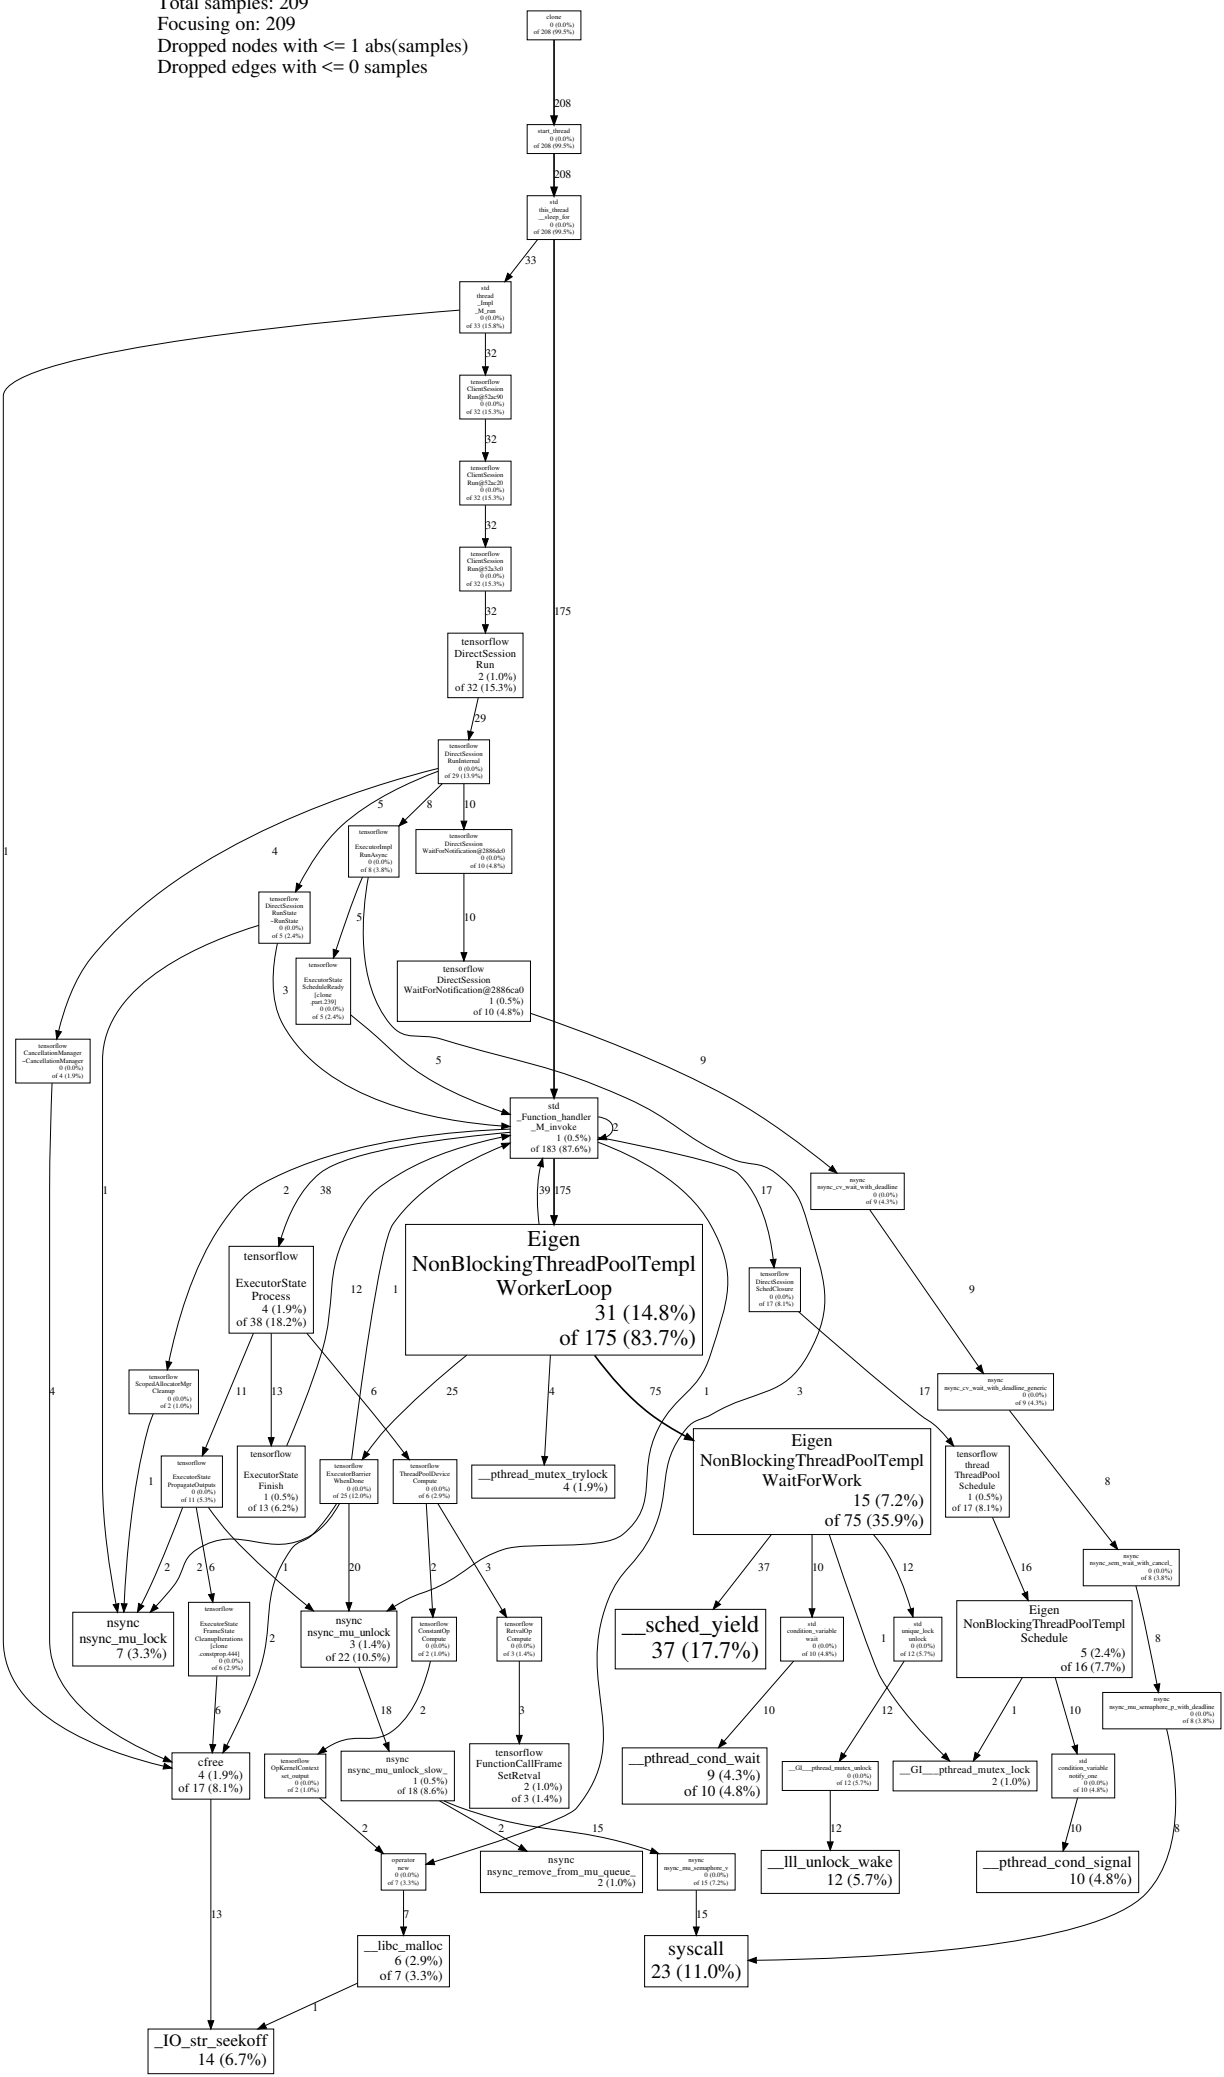 Total samples: 209
Focusing on: 209
Dropped nodes with <= 1 abs(samples)
Dropped edges with <= 0 samples
clone
0 (0.0%)
of 208 (99.5%)
208
start_thread
0 (0.0%)
of 208 (99.5%)
208
std
this_thread
__sleep_for
0 (0.0%)
of 208 (99.5%)
33
std
thread
_Impl
_M_run
0 (0.0%)
of 33 (15.8%)
32
tensorflow
ClientSession
Run@52ac90
0 (0.0%)
of 32 (15.3%)
32
tensorflow
ClientSession
Run@52ac20
0 (0.0%)
of 32 (15.3%)
32
tensorflow
ClientSession
Run@52a3c0
0 (0.0%)
of 32 (15.3%)
32
175
tensorflow
DirectSession
Run
2 (1.0%)
of 32 (15.3%)
29
tensorflow
DirectSession
RunInternal
0 (0.0%)
of 29 (13.9%)
1
4
5
8
10
tensorflow
ExecutorImpl
RunAsync
0 (0.0%)
of 8 (3.8%)
tensorflow
DirectSession
WaitForNotification@2886dc0
0 (0.0%)
of 10 (4.8%)
tensorflow
DirectSession
RunState
~RunState
0 (0.0%)
of 5 (2.4%)
5
10
tensorflow
ExecutorState
ScheduleReady
[clone
.part.239]
0 (0.0%)
of 5 (2.4%)
tensorflow
DirectSession
WaitForNotification@2886ca0
1 (0.5%)
of 10 (4.8%)
3
tensorflow
CancellationManager
~CancellationManager
0 (0.0%)
of 4 (1.9%)
5
9
std
_Function_handler
_M_invoke
1 (0.5%)
of 183 (87.6%)
2
1
2
38
39
175
17
nsync
nsync_cv_wait_with_deadline
0 (0.0%)
of 9 (4.3%)
tensorflow
ExecutorState
Process
4 (1.9%)
of 38 (18.2%)
12
1
Eigen
NonBlockingThreadPoolTempl
WorkerLoop
31 (14.8%)
of 175 (83.7%)
tensorflow
DirectSession
SchedClosure
0 (0.0%)
of 17 (8.1%)
9
4
tensorflow
ScopedAllocatorMgr
Cleanup
0 (0.0%)
of 2 (1.0%)
11
13
6
25
4
75
1
3
17
nsync
nsync_cv_wait_with_deadline_generic
0 (0.0%)
of 9 (4.3%)
1
tensorflow
ExecutorState
PropagateOutputs
0 (0.0%)
of 11 (5.3%)
tensorflow
ExecutorState
Finish
1 (0.5%)
of 13 (6.2%)
tensorflow
ExecutorBarrier
WhenDone
0 (0.0%)
of 25 (12.0%)
tensorflow
ThreadPoolDevice
Compute
0 (0.0%)
of 6 (2.9%)
__pthread_mutex_trylock
4 (1.9%)
Eigen
NonBlockingThreadPoolTempl
WaitForWork
15 (7.2%)
of 75 (35.9%)
tensorflow
thread
ThreadPool
Schedule
1 (0.5%)
of 17 (8.1%)
8
2
6
2
1
20
2
3
37
10
12
16
nsync
nsync_sem_wait_with_cancel_
0 (0.0%)
of 8 (3.8%)
nsync
nsync_mu_lock
7 (3.3%)
tensorflow
ExecutorState
FrameState
CleanupIterations
[clone
.constprop.444]
0 (0.0%)
of 6 (2.9%)
2
nsync
nsync_mu_unlock
3 (1.4%)
of 22 (10.5%)
tensorflow
ConstantOp
Compute
0 (0.0%)
of 2 (1.0%)
tensorflow
RetvalOp
Compute
0 (0.0%)
of 3 (1.4%)
__sched_yield
37 (17.7%)
std
condition_variable
wait
0 (0.0%)
of 10 (4.8%)
1
std
unique_lock
unlock
0 (0.0%)
of 12 (5.7%)
Eigen
NonBlockingThreadPoolTempl
Schedule
5 (2.4%)
of 16 (7.7%)
8
6
18
2
3
10
12
1
10
nsync
nsync_mu_semaphore_p_with_deadline
0 (0.0%)
of 8 (3.8%)
cfree
4 (1.9%)
of 17 (8.1%)
tensorflow
OpKernelContext
set_output
0 (0.0%)
of 2 (1.0%)
nsync
nsync_mu_unlock_slow_
1 (0.5%)
of 18 (8.6%)
tensorflow
FunctionCallFrame
SetRetval
2 (1.0%)
of 3 (1.4%)
__pthread_cond_wait
9 (4.3%)
of 10 (4.8%)
__GI___pthread_mutex_unlock
0 (0.0%)
of 12 (5.7%)
__GI___pthread_mutex_lock
2 (1.0%)
std
condition_variable
notify_one
0 (0.0%)
of 10 (4.8%)
2
2
15
12
10
8
operator
new
0 (0.0%)
of 7 (3.3%)
nsync
nsync_remove_from_mu_queue_
2 (1.0%)
nsync
nsync_mu_semaphore_v
0 (0.0%)
of 15 (7.2%)
__lll_unlock_wake
12 (5.7%)
__pthread_cond_signal
10 (4.8%)
13
7
15
__libc_malloc
6 (2.9%)
of 7 (3.3%)
syscall
23 (11.0%)
1
_IO_str_seekoff
14 (6.7%)